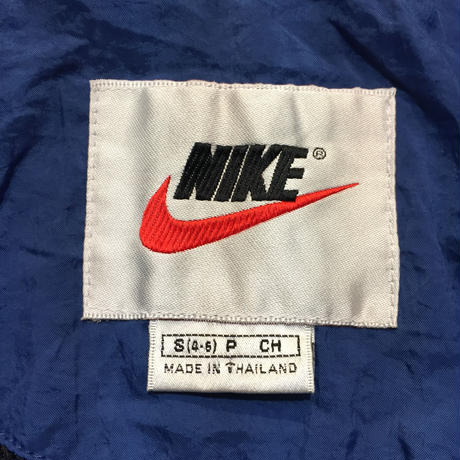 NIKE®
S(4-6) P CH
MADE IN THAILAND